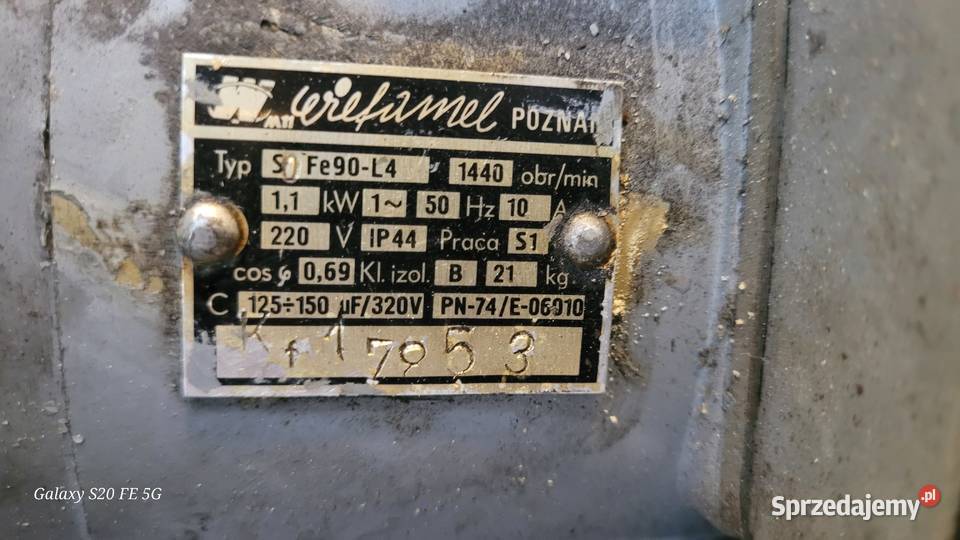 Wiefamel POZNAŃ
Typ Fe90-L4 1440 obr/min
1,1 kW 1~ 50 Hz 10 A
220 V IP44 Praca S1
cos φ 0,69 Kl. izol. B 21 kg
C 125÷150 µF/320V PN-74/E-06010
Galaxy S20 FE 5G
Sprzedajemy.pl